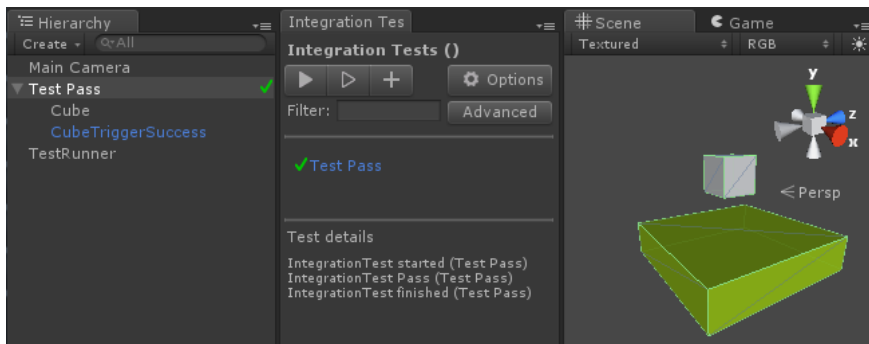 Hierarchy
Create
All
Main Camera
Test Pass
Cube
CubeTriggerSuccess
TestRunner
Integration Tes
Integration Tests ()
Options
Filter:
Advanced
Test Pass
Test details
IntegrationTest started (Test Pass)
IntegrationTest Pass (Test Pass)
IntegrationTest finished (Test Pass)
Scene
Game
Textured
RGB
y
z
x
Persp